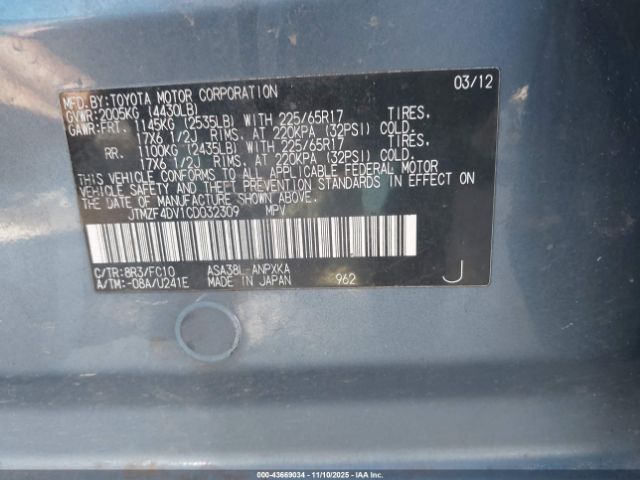 MFD.BY:TOYOTA MOTOR CORPORATION 03/12
GVWR:2005KG (4430LB)
GAWR:FRT. 1145KG (2535LB) WITH 225/65R17 TIRES,
17X6 1/2J RIMS, AT 220KPA (32PSI) COLD.
RR. 1100KG (2435LB) WITH 225/65R17 TIRES,
17X6 1/2J RIMS, AT 220KPA (32PSI) COLD.
THIS VEHICLE CONFORMS TO ALL APPLICABLE FEDERAL MOTOR
VEHICLE SAFETY AND THEFT PREVENTION STANDARDS IN EFFECT ON
THE DATE OF MANUFACTURE SHOWN ABOVE.
JTMZF4DV1CD032309 MPV
C/TR:8R3/FC10 ASA38L-ANPXKA J
A/TM:-08A/U241E MADE IN JAPAN 962
000-43669034 - 11/10/2025 - IAAI.COM